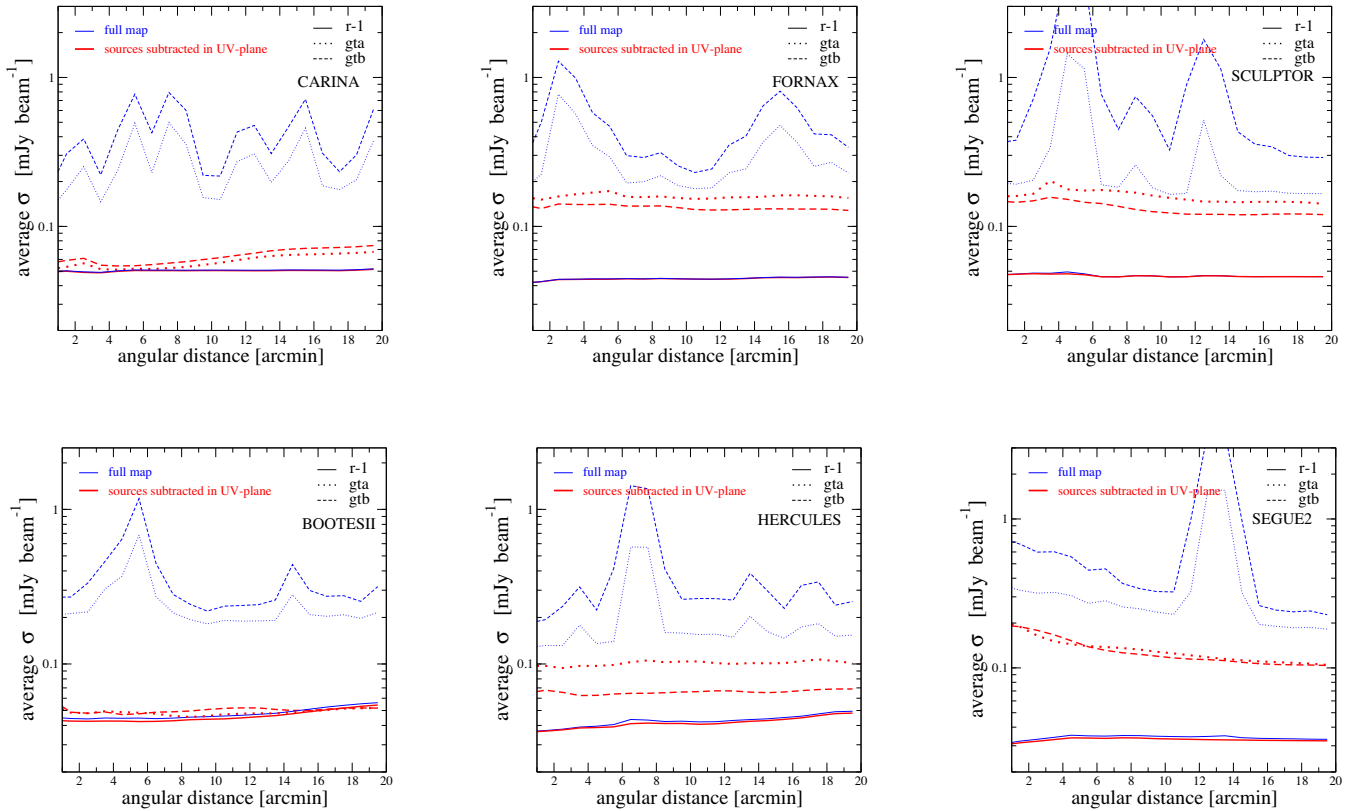 full map
sources subtracted in UV-plane
r-1
gta
gtb
CARINA
1
0.1
average σ [mJy beam-1]
2 4 6 8 10 12 14 16 18 20
angular distance [arcmin]
full map
sources subtracted in UV-plane
r-1
gta
gtb
FORNAX
1
0.1
average σ [mJy beam-1]
2 4 6 8 10 12 14 16 18 20
angular distance [arcmin]
full map
sources subtracted in UV-plane
r-1
gta
gtb
SCULPTOR
1
0.1
average σ [mJy beam-1]
2 4 6 8 10 12 14 16 18 20
angular distance [arcmin]
full map
sources subtracted in UV-plane
r-1
gta
gtb
BOOTESII
1
0.1
average σ [mJy beam-1]
2 4 6 8 10 12 14 16 18 20
angular distance [arcmin]
full map
sources subtracted in UV-plane
r-1
gta
gtb
HERCULES
1
0.1
average σ [mJy beam-1]
2 4 6 8 10 12 14 16 18 20
angular distance [arcmin]
full map
sources subtracted in UV-plane
r-1
gta
gtb
SEGUE2
1
0.1
average σ [mJy beam-1]
2 4 6 8 10 12 14 16 18 20
angular distance [arcmin]